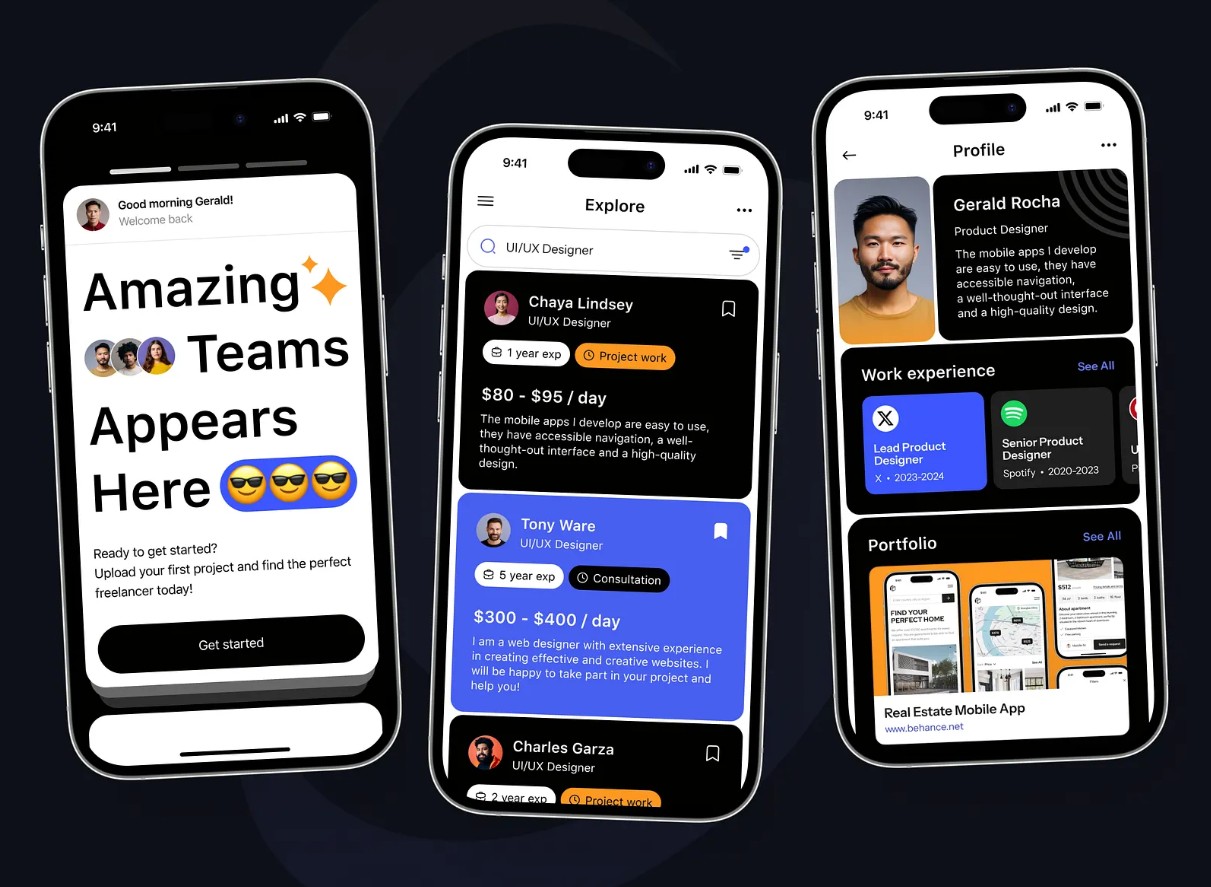 9:41
Good morning Gerald!
Welcome back
Amazing
Teams
Appears
Here
Ready to get started?
Upload your first project and find the perfect
freelancer today!
Get started
9:41
Explore
UI/UX Designer
Chaya Lindsey
UI/UX Designer
1 year exp
Project work
$80 - $95 / day
The mobile apps I develop are easy to use,
they have accessible navigation, a well-
thought-out interface and a high-quality
design.
Tony Ware
UI/UX Designer
5 year exp
Consultation
$300 - $400 / day
I am a web designer with extensive experience
in creating effective and creative websites. I
will be happy to take part in your project and
help you!
Charles Garza
UI/UX Designer
2 year exp
Project work
9:41
Profile
Gerald Rocha
Product Designer
The mobile apps I develop
are easy to use, they have
accessible navigation,
a well-thought-out interface
and a high-quality design.
Work experience
See All
Lead Product
Designer
X • 2023-2024
Senior Product
Designer
Spotify • 2020-2023
Portfolio
See All
FIND YOUR
PERFECT HOME
$512
About apartment
Real Estate Mobile App
www.behance.net